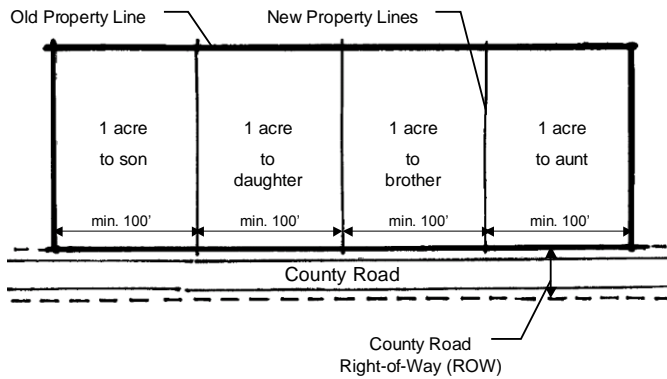 Old Property Line
New Property Lines
1 acre
to son
1 acre
to
daughter
1 acre
to
brother
1 acre
to aunt
min. 100'
min. 100'
min. 100'
min. 100'
County Road
County Road
Right-of-Way (ROW)